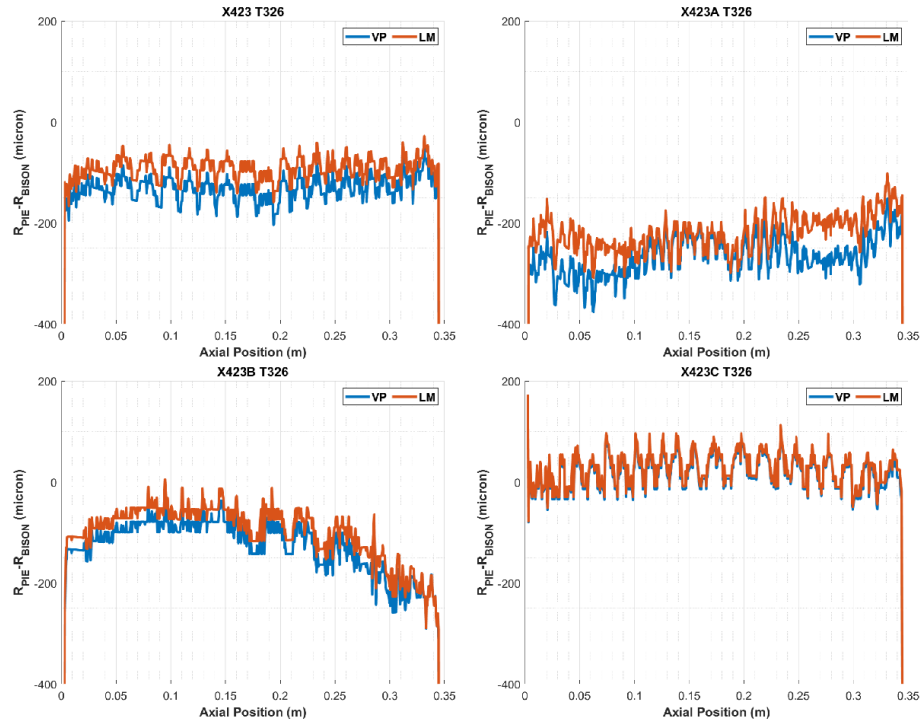 X423 T326
VP LM
R_PIE-R_BISON (micron)
200
0
-200
-400
0 0.05 0.1 0.15 0.2 0.25 0.3 0.35
Axial Position (m)
X423A T326
VP LM
R_PIE-R_BISON (micron)
200
0
-200
-400
0 0.05 0.1 0.15 0.2 0.25 0.3 0.35
Axial Position (m)
X423B T326
VP LM
R_PIE-R_BISON (micron)
200
0
-200
-400
0 0.05 0.1 0.15 0.2 0.25 0.3 0.35
Axial Position (m)
X423C T326
VP LM
R_PIE-R_BISON (micron)
200
0
-200
-400
0 0.05 0.1 0.15 0.2 0.25 0.3 0.35
Axial Position (m)